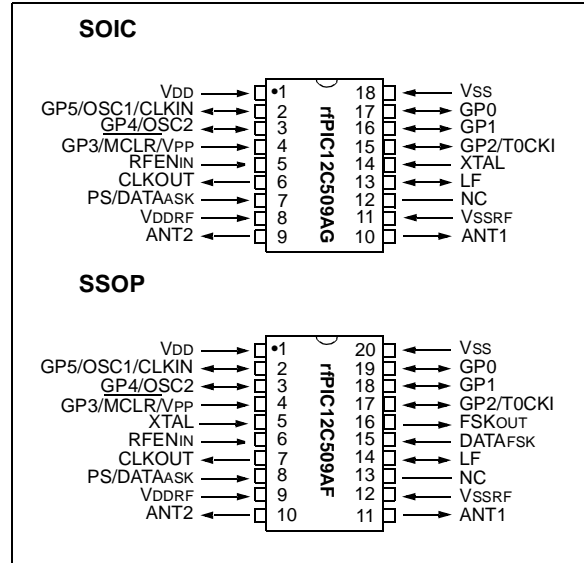 SOIC
VDD 1 18 VSS
GP5/OSC1/CLKIN 2 17 GP0
GP4/OSC2 3 16 GP1
GP3/MCLR/VPP 4 15 GP2/T0CKI
RFENIN 5 14 XTAL
CLKOUT 6 13 LF
PS/DATAASK 7 12 NC
VDDRF 8 11 VSSRF
ANT2 9 10 ANT1
rfPIC12C509AG
SSOP
VDD 1 20 VSS
GP5/OSC1/CLKIN 2 19 GP0
GP4/OSC2 3 18 GP1
GP3/MCLR/VPP 4 17 GP2/T0CKI
XTAL 5 16 FSKOUT
RFENIN 6 15 DATAFSK
CLKOUT 7 14 LF
PS/DATAASK 8 13 NC
VDDRF 9 12 VSSRF
ANT2 10 11 ANT1
rfPIC12C509AF